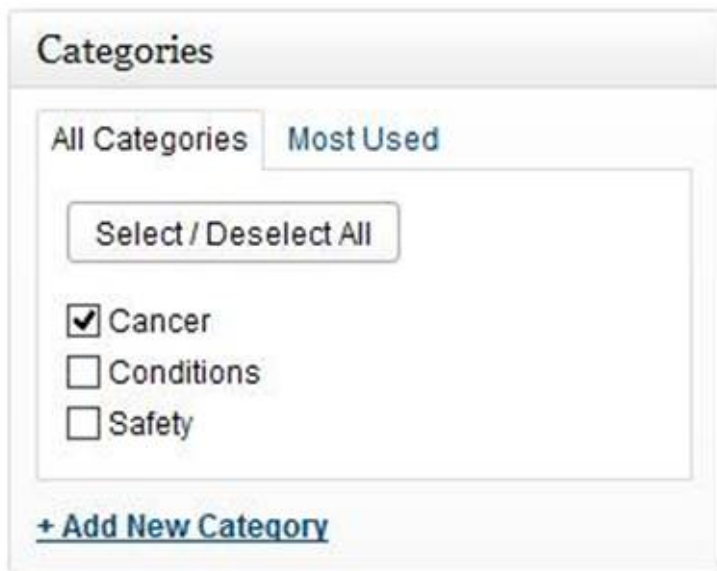 Categories
All Categories Most Used
Select / Deselect All
Cancer
Conditions
Safety
+ Add New Category